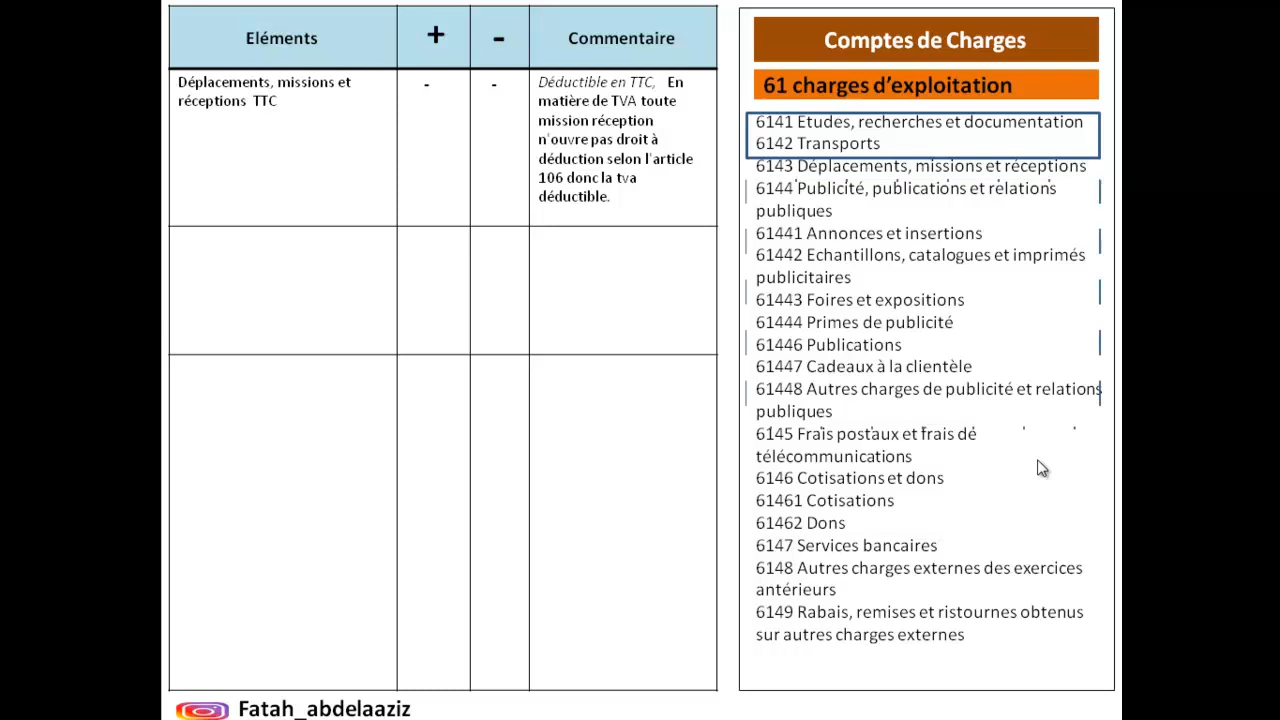 Eléments
+
-
Commentaire
Déplacements, missions et
réceptions TTC
-
-
Déductible en TTC, En
matière de TVA toute
mission réception
n'ouvre pas droit à
déduction selon l'article
106 donc la tva
déductible.
Comptes de Charges
61 charges d'exploitation
6141 Etudes, recherches et documentation
6142 Transports
6143 Déplacements, missions et réceptions
6144 Publicité, publications et relations
publiques
61441 Annonces et insertions
61442 Echantillons, catalogues et imprimés
publicitaires
61443 Foires et expositions
61444 Primes de publicité
61446 Publications
61447 Cadeaux à la clientèle
61448 Autres charges de publicité et relations
publiques
6145 Frais postaux et frais de
télécommunications
6146 Cotisations et dons
61461 Cotisations
61462 Dons
6147 Services bancaires
6148 Autres charges externes des exercices
antérieurs
6149 Rabais, remises et ristournes obtenus
sur autres charges externes
Fatah_abdelaaziz